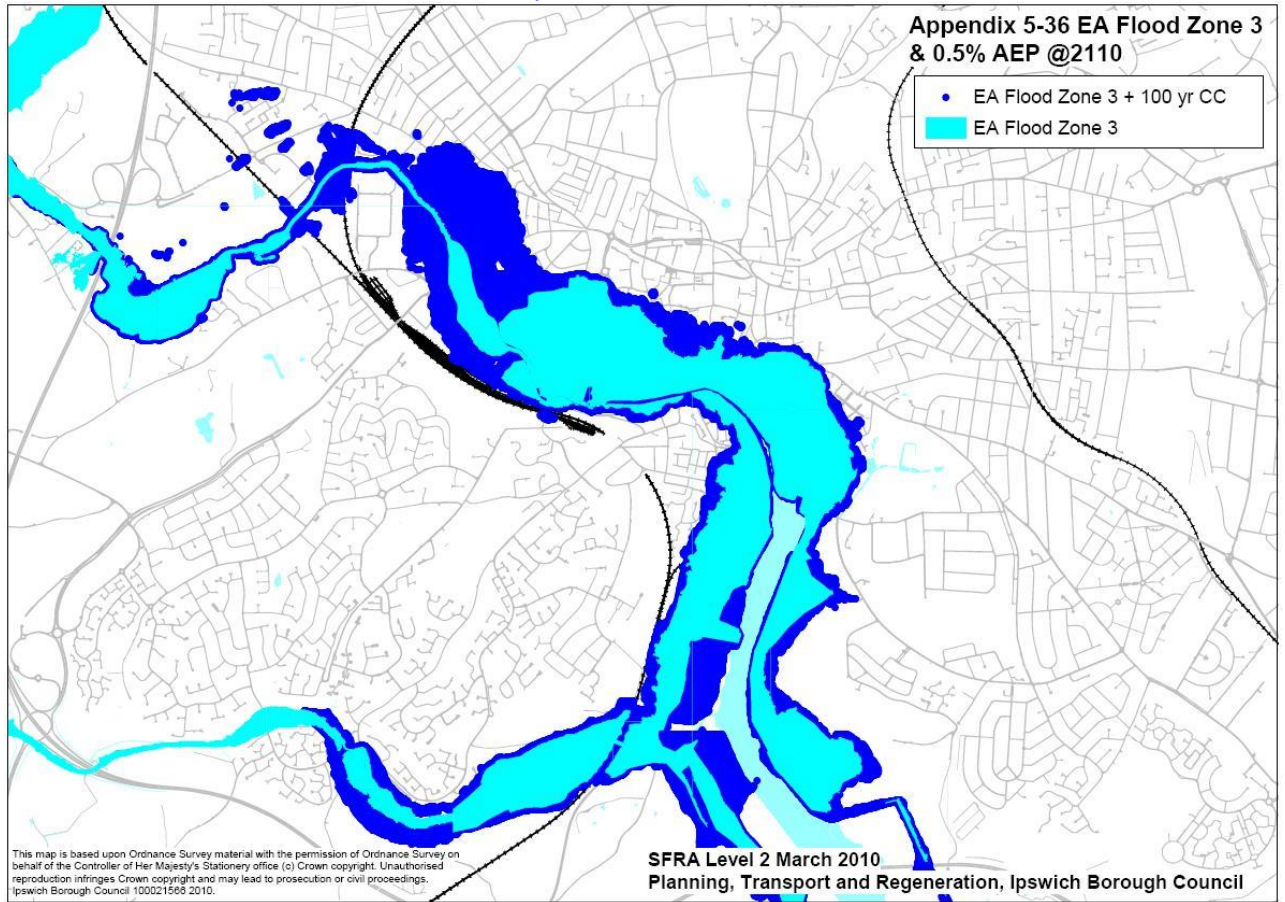 Appendix 5-36 EA Flood Zone 3
& 0.5% AEP @2110
EA Flood Zone 3 + 100 yr CC
EA Flood Zone 3
This map is based upon Ordnance Survey material with the permission of Ordnance Survey on
behalf of the Controller of Her Majesty's Stationery office (c) Crown copyright. Unauthorised
reproduction infringes Crown copyright and may lead to prosecution or civil proceedings.
Ipswich Borough Council 100021566 2010.
SFRA Level 2 March 2010
Planning, Transport and Regeneration, Ipswich Borough Council